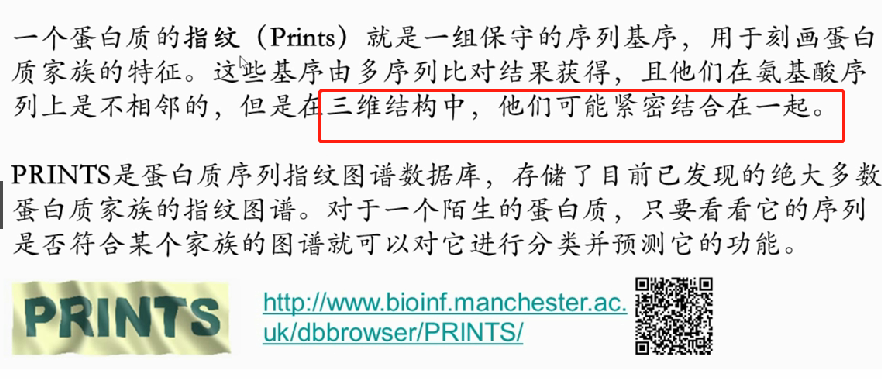 一个蛋白质的指纹（Prints）就是一组保守的序列基序，用于刻画蛋白
质家族的特征。这些基序由多序列比对结果获得，且他们在氨基酸序
列上是不相邻的，但是在三维结构中，他们可能紧密结合在一起。
PRINTS是蛋白质序列指纹图谱数据库，存储了目前已发现的绝大多数
蛋白质家族的指纹图谱。对于一个陌生的蛋白质，只要看看它的序列
是否符合某个家族的图谱就可以对它进行分类并预测它的功能。
PRINTS
http://www.bioinf.manchester.ac.
uk/dbbrowser/PRINTS/